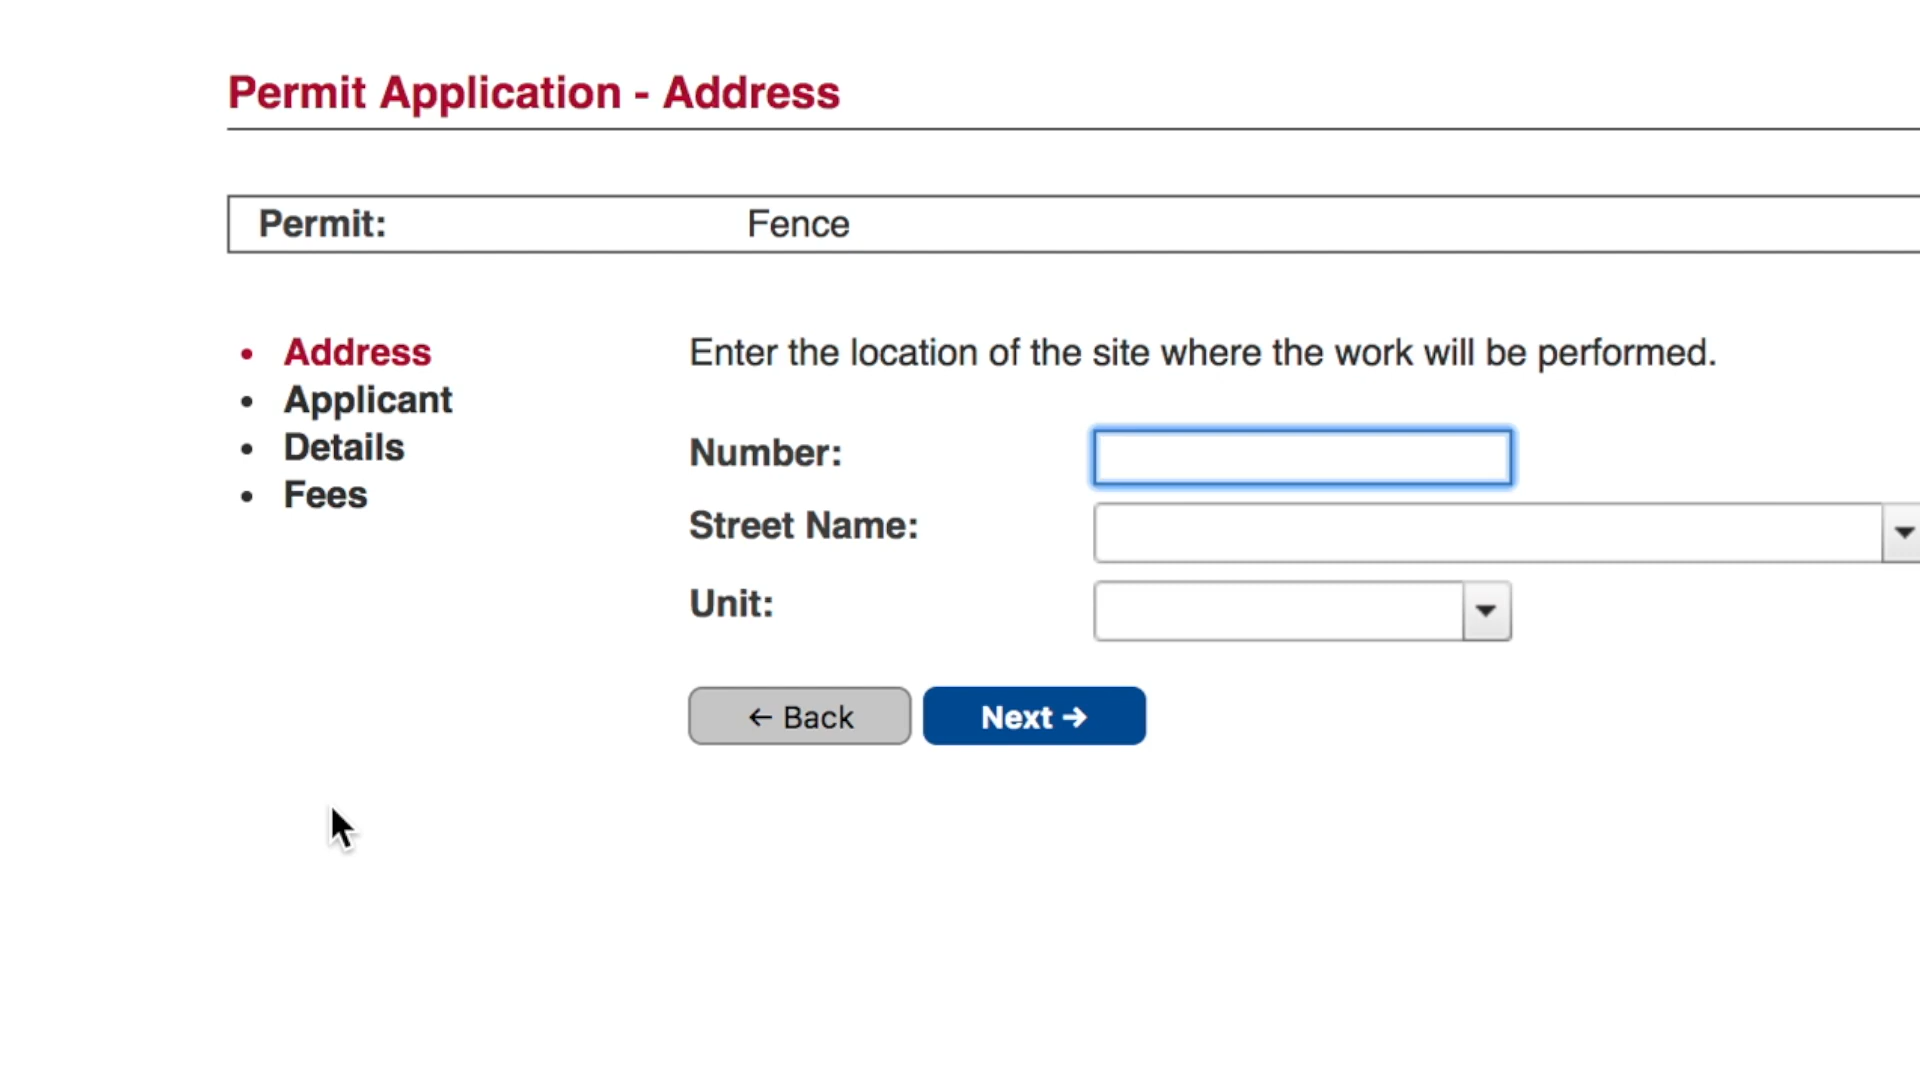 Permit Application - Address
Permit: Fence
• Address
• Applicant
• Details
• Fees
Enter the location of the site where the work will be performed.
Number:
Street Name:
Unit:
← Back Next →